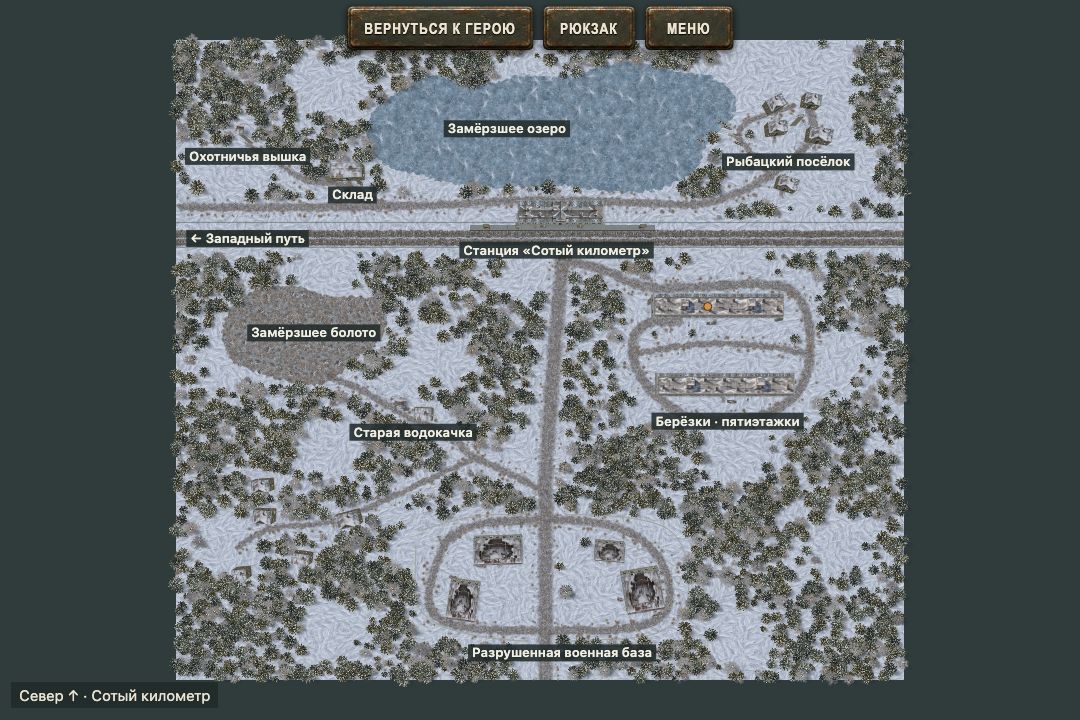 ВЕРНУТЬСЯ К ГЕРОЮ
РЮКЗАК
МЕНЮ
Замёрзшее озеро
Охотничья вышка
Рыбацкий посёлок
Склад
← Западный путь
Станция «Сотый километр»
Замёрзшее болото
Берёзки · пятиэтажки
Старая водокачка
Разрушенная военная база
Север ↑ · Сотый километр